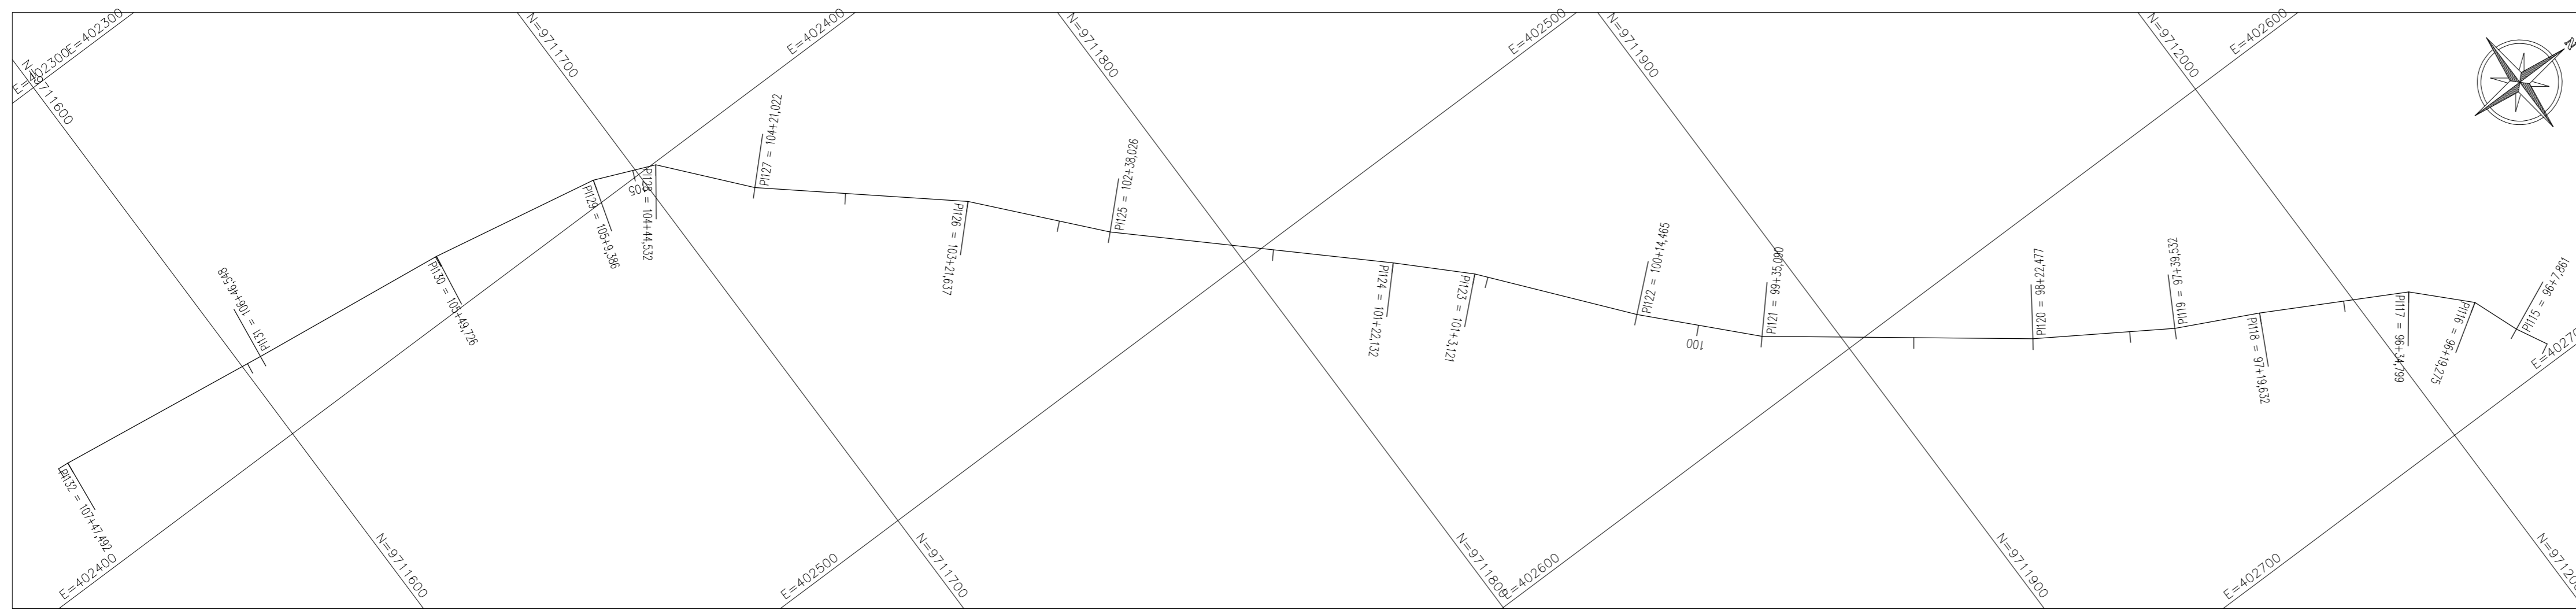 E=402300
E=402300
N=9711600
N=9711700
E=402400
N=9711800
E=402500
N=9711900
E=402600
N=9712000
N
PI132 = 107+47,492
PI131 = 106+46,548
PI130 = 105+49,726
PI129 = 105+9,386
105
PI128 = 104+44,532
PI127 = 104+21,022
PI126 = 103+21,637
PI125 = 102+38,026
PI124 = 101+22,132
PI123 = 101+3,121
PI122 = 100+14,465
100
PI121 = 99+35,090
PI120 = 98+22,477
PI119 = 97+39,532
PI118 = 97+19,632
PI117 = 96+34,799
PI116 = 96+19,275
PI115 = 96+7,861
E=402400
N=9711600
N=9711700
E=402500
N=9711800
E=402600
N=9711900
E=402700